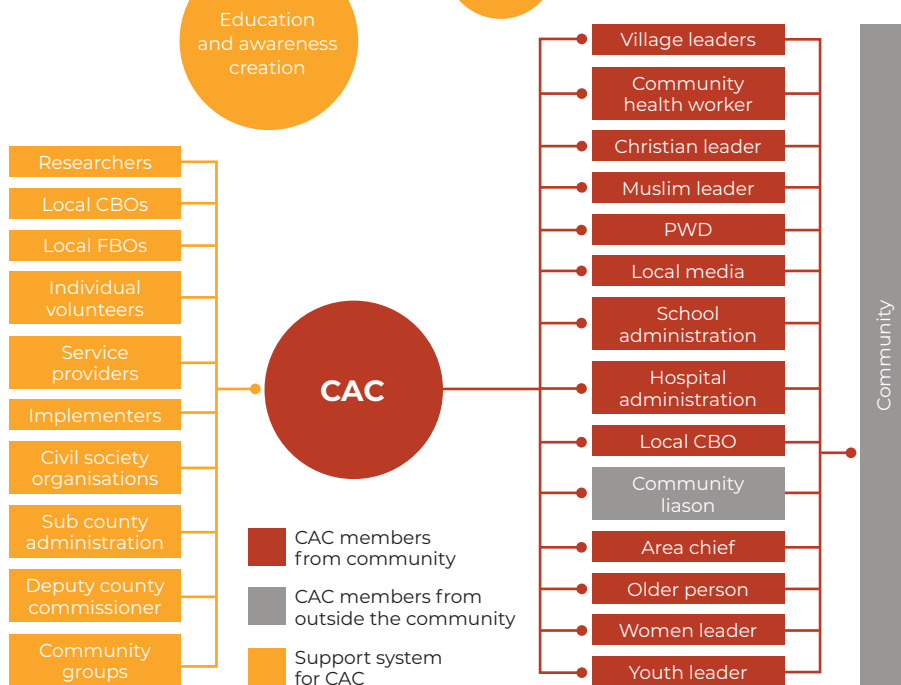 Education
and awareness
creation
Researchers
Local CBOs
Local FBOs
Individual
volunteers
Service
providers
Implementers
Civil society
organisations
Sub county
administration
Deputy county
commissioner
Community
groups
CAC
CAC members
from community
CAC members from
outside the community
Support system
for CAC
Village leaders
Community
health worker
Christian leader
Muslim leader
PWD
Local media
School
administration
Hospital
administration
Local CBO
Community
liason
Area chief
Older person
Women leader
Youth leader
Community